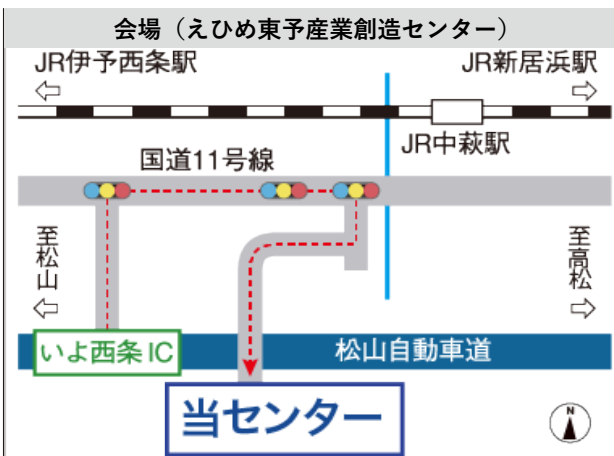 会場（えひめ東予産業創造センター）
JR伊予西条駅
JR新居浜駅
JR中萩駅
国道11号線
至松山
至高松
いよ西条IC
松山自動車道
当センター
N